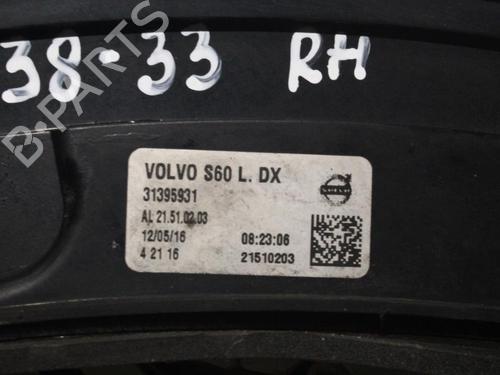 38-33 RH
VOLVO S60 L. DX
31395931
AL 21.51.02.03
12/05/16 08:23:06
4 21 16 21510203
B-PARTS